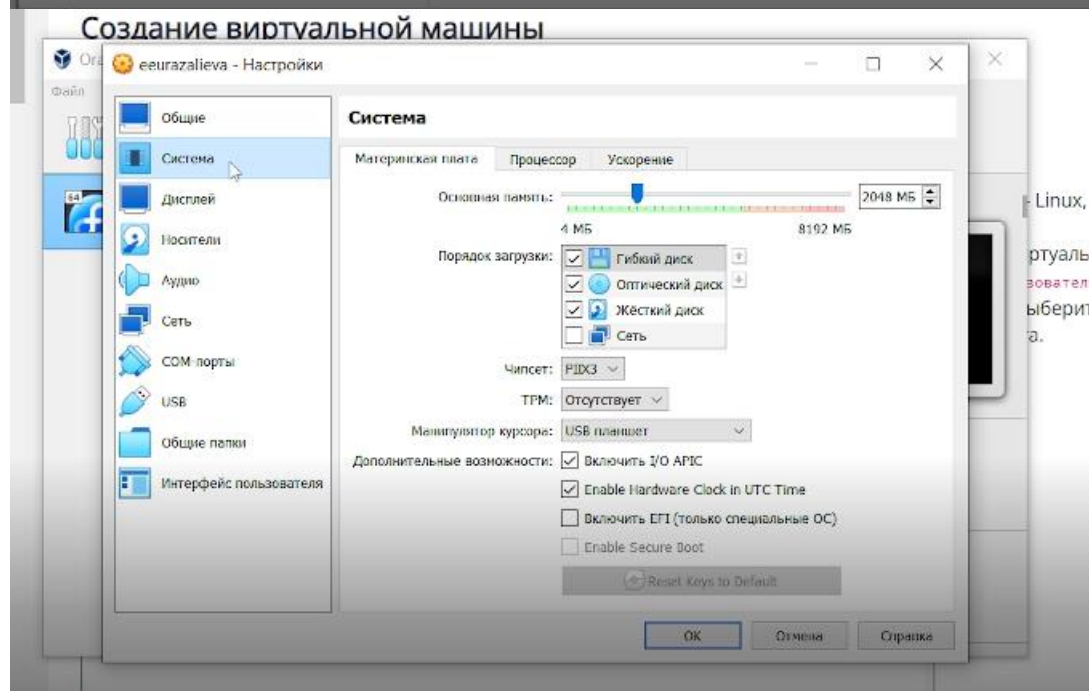 Создание виртуальной машины
Ora
eeurazalieva - Настройки
Файл
Общие
Система
Дисплей
Носители
Аудио
Сеть
COM-порты
USB
Общие папки
Интерфейс пользователя
Система
Материнская плата Процессор Ускорение
Основная память: 2048 МБ
4 МБ 8192 МБ
Порядок загрузки: Гибкий диск
Оптический диск
Жёсткий диск
Сеть
Чипсет: PIIX3
TPM: Отсутствует
Манипулятор курсора: USB планшет
Дополнительные возможности: Включить I/O APIC
Enable Hardware Clock in UTC Time
Включить EFI (только специальные ОС)
Enable Secure Boot
Reset Keys to Default
OK Отмена Справка
64
- Linux,
ртуаль
зовател
ыберит
а.